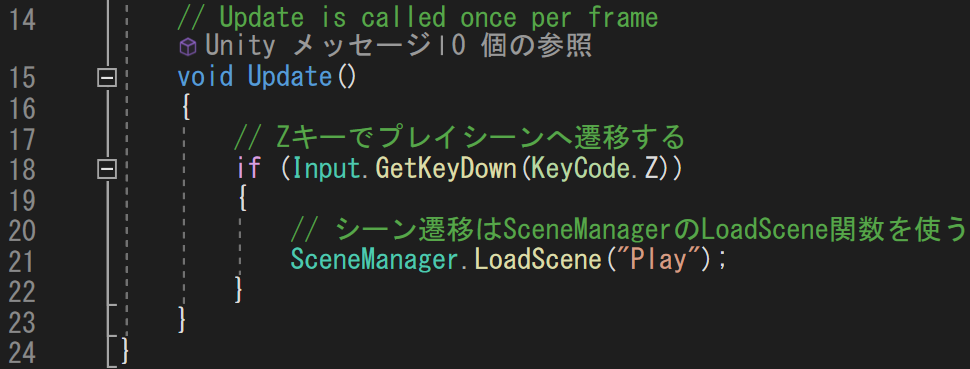 14 // Update is called once per frame
Unity メッセージ|0 個の参照
15 void Update()
16 {
17 // Zキーでプレイシーンへ遷移する
18 if (Input.GetKeyDown(KeyCode.Z))
19 {
20 // シーン遷移はSceneManagerのLoadScene関数を使う
21 SceneManager.LoadScene("Play");
22 }
23 }
24 }